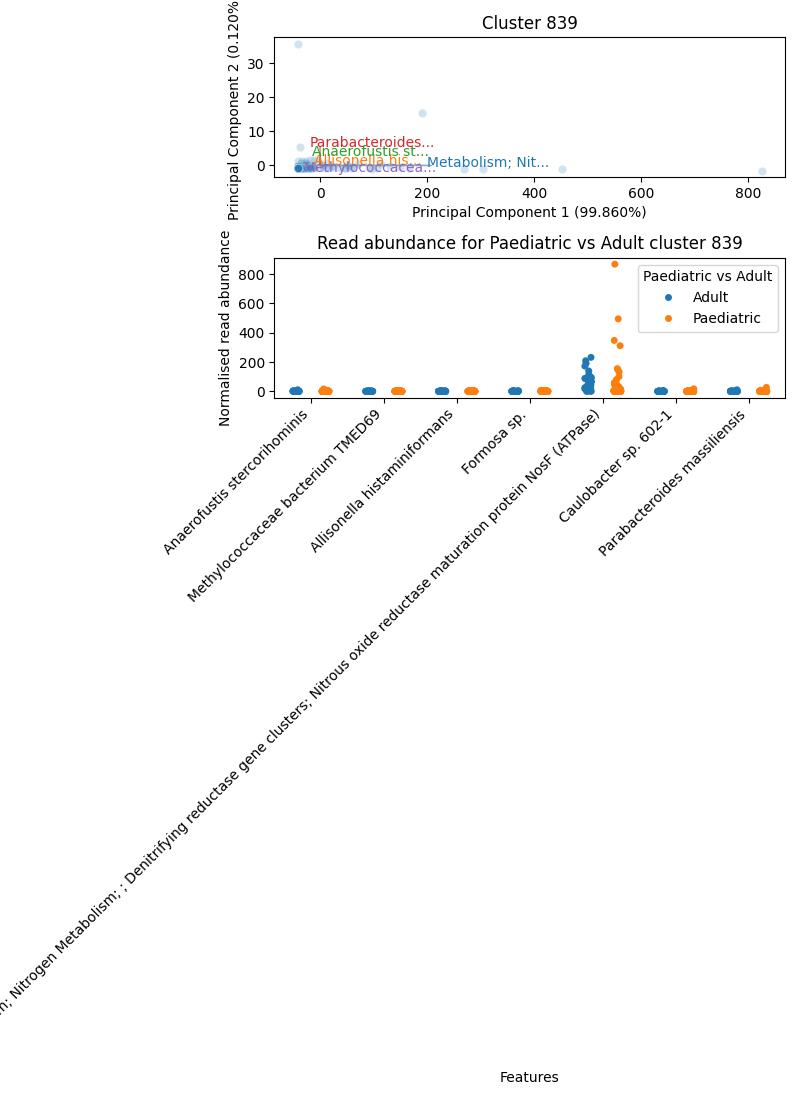 Cluster 839
Principal Component 2 (0.120%
30
20
10
0
Parabacteroides...
Anaerofustis st...
Allisonella his...
Metabolism; Nit...
Methylococcacea...
0
200
400
600
800
Principal Component 1 (99.860%)
Read abundance for Paediatric vs Adult cluster 839
Normalised read abundance
800
600
400
200
0
Paediatric vs Adult
Adult
Paediatric
Anaerofustis stercorihominis
Methylococcaceae bacterium TMED69
Allisonella histaminiformans
Formosa sp.
; Nitrogen Metabolism; ; Denitrifying reductase gene clusters; Nitrous oxide reductase maturation protein NosF (ATPase)
Caulobacter sp. 602-1
Parabacteroides massiliensis
Features